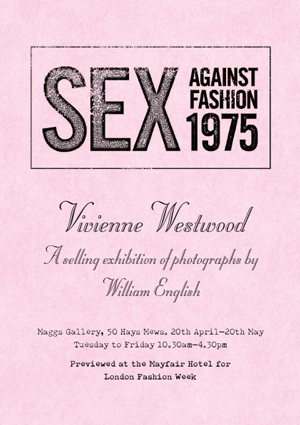 SEX AGAINST
FASHION
1975
Vivienne Westwood
A selling exhibition of photographs by
William English
Maggs Gallery, 50 Hays Mews. 20th April-20th May
Tuesday to Friday 10.30am-4.30pm
Previewed at the Mayfair Hotel for
London Fashion Week